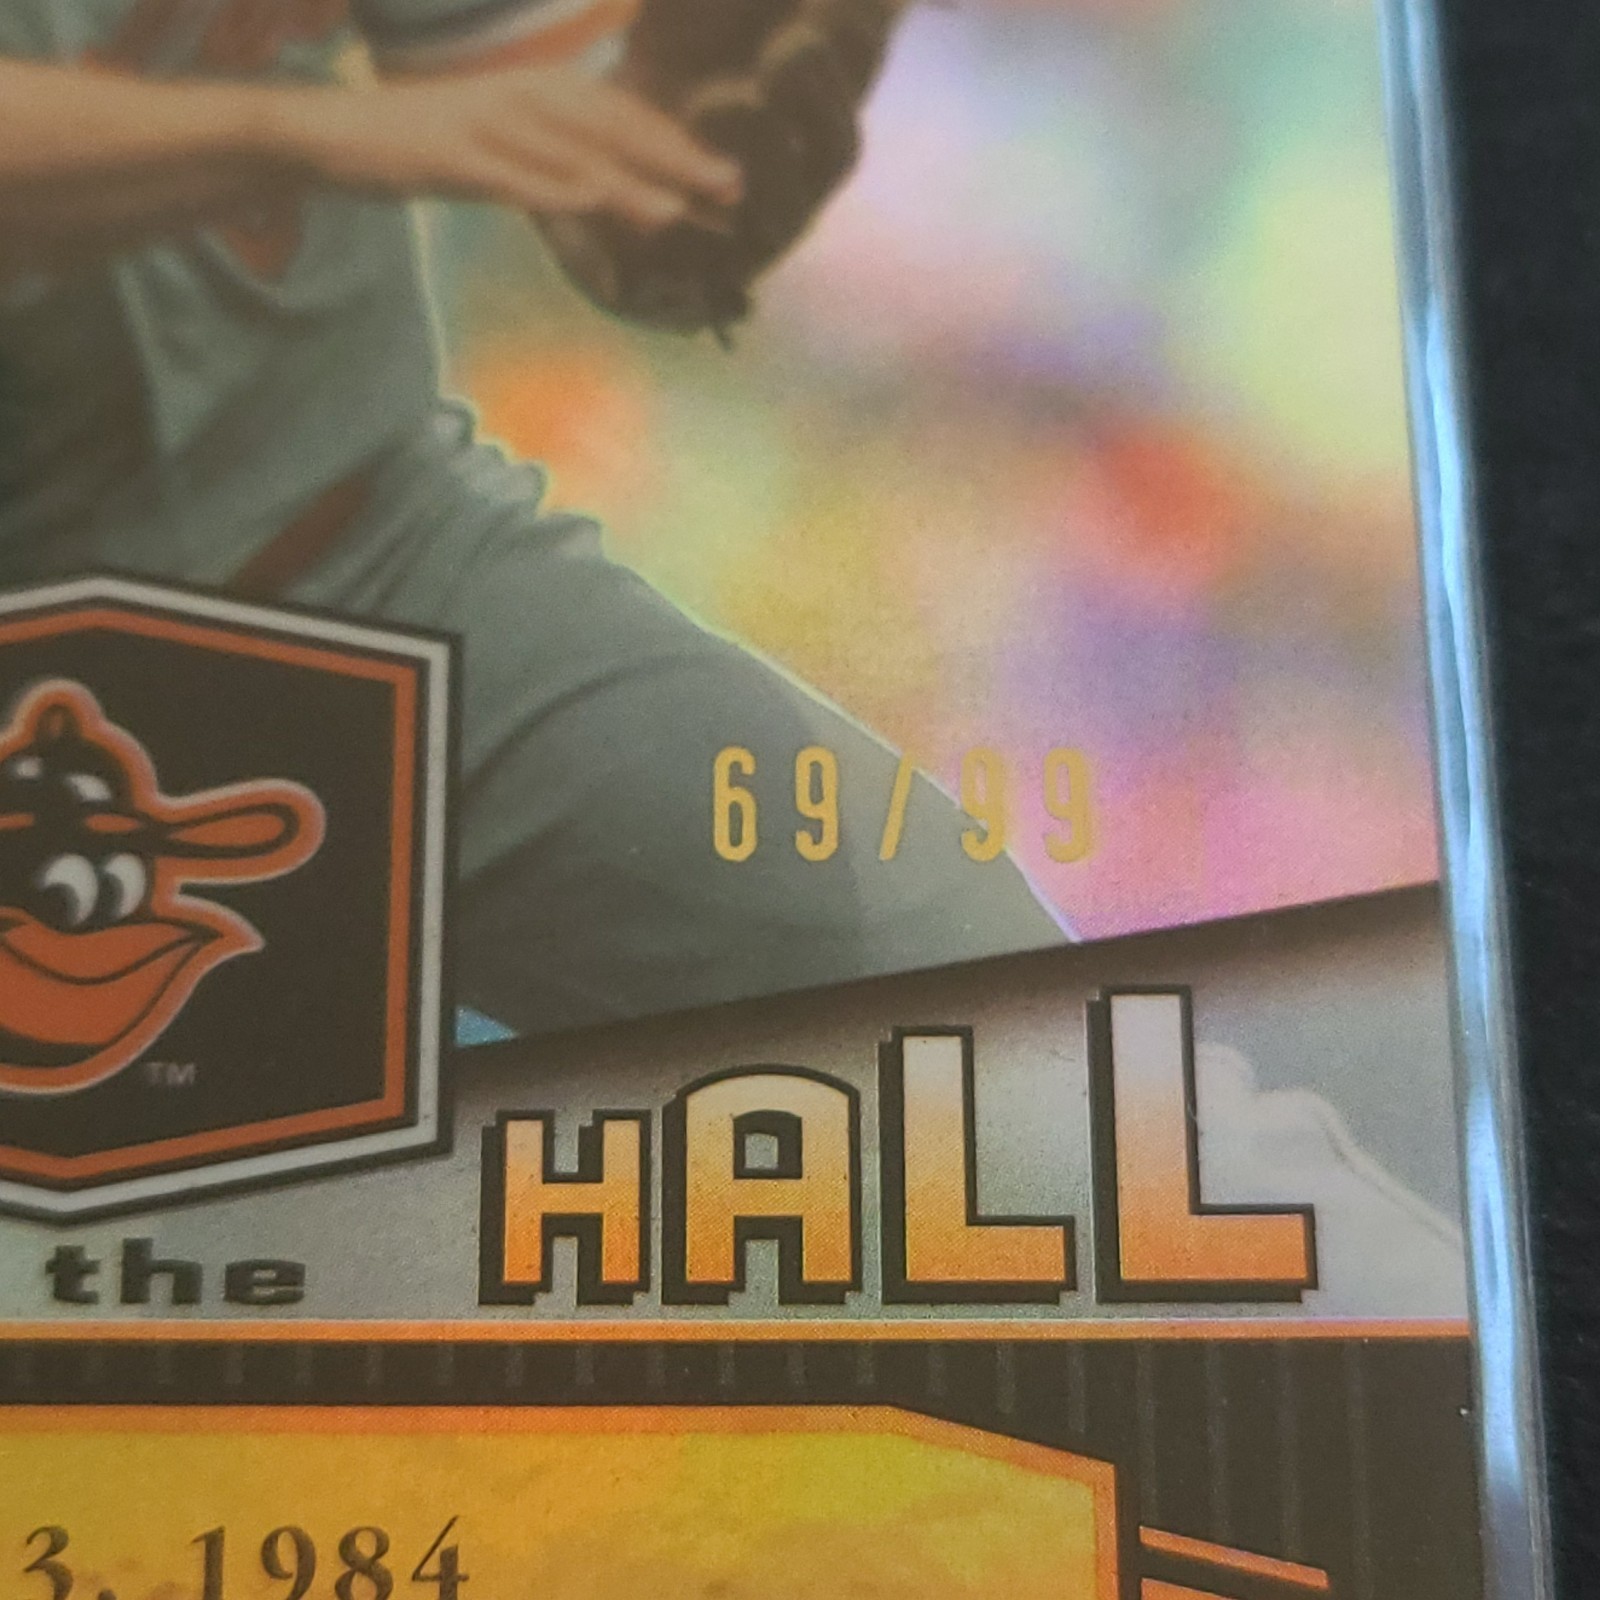 69/99
TM
the HALL
3, 1984